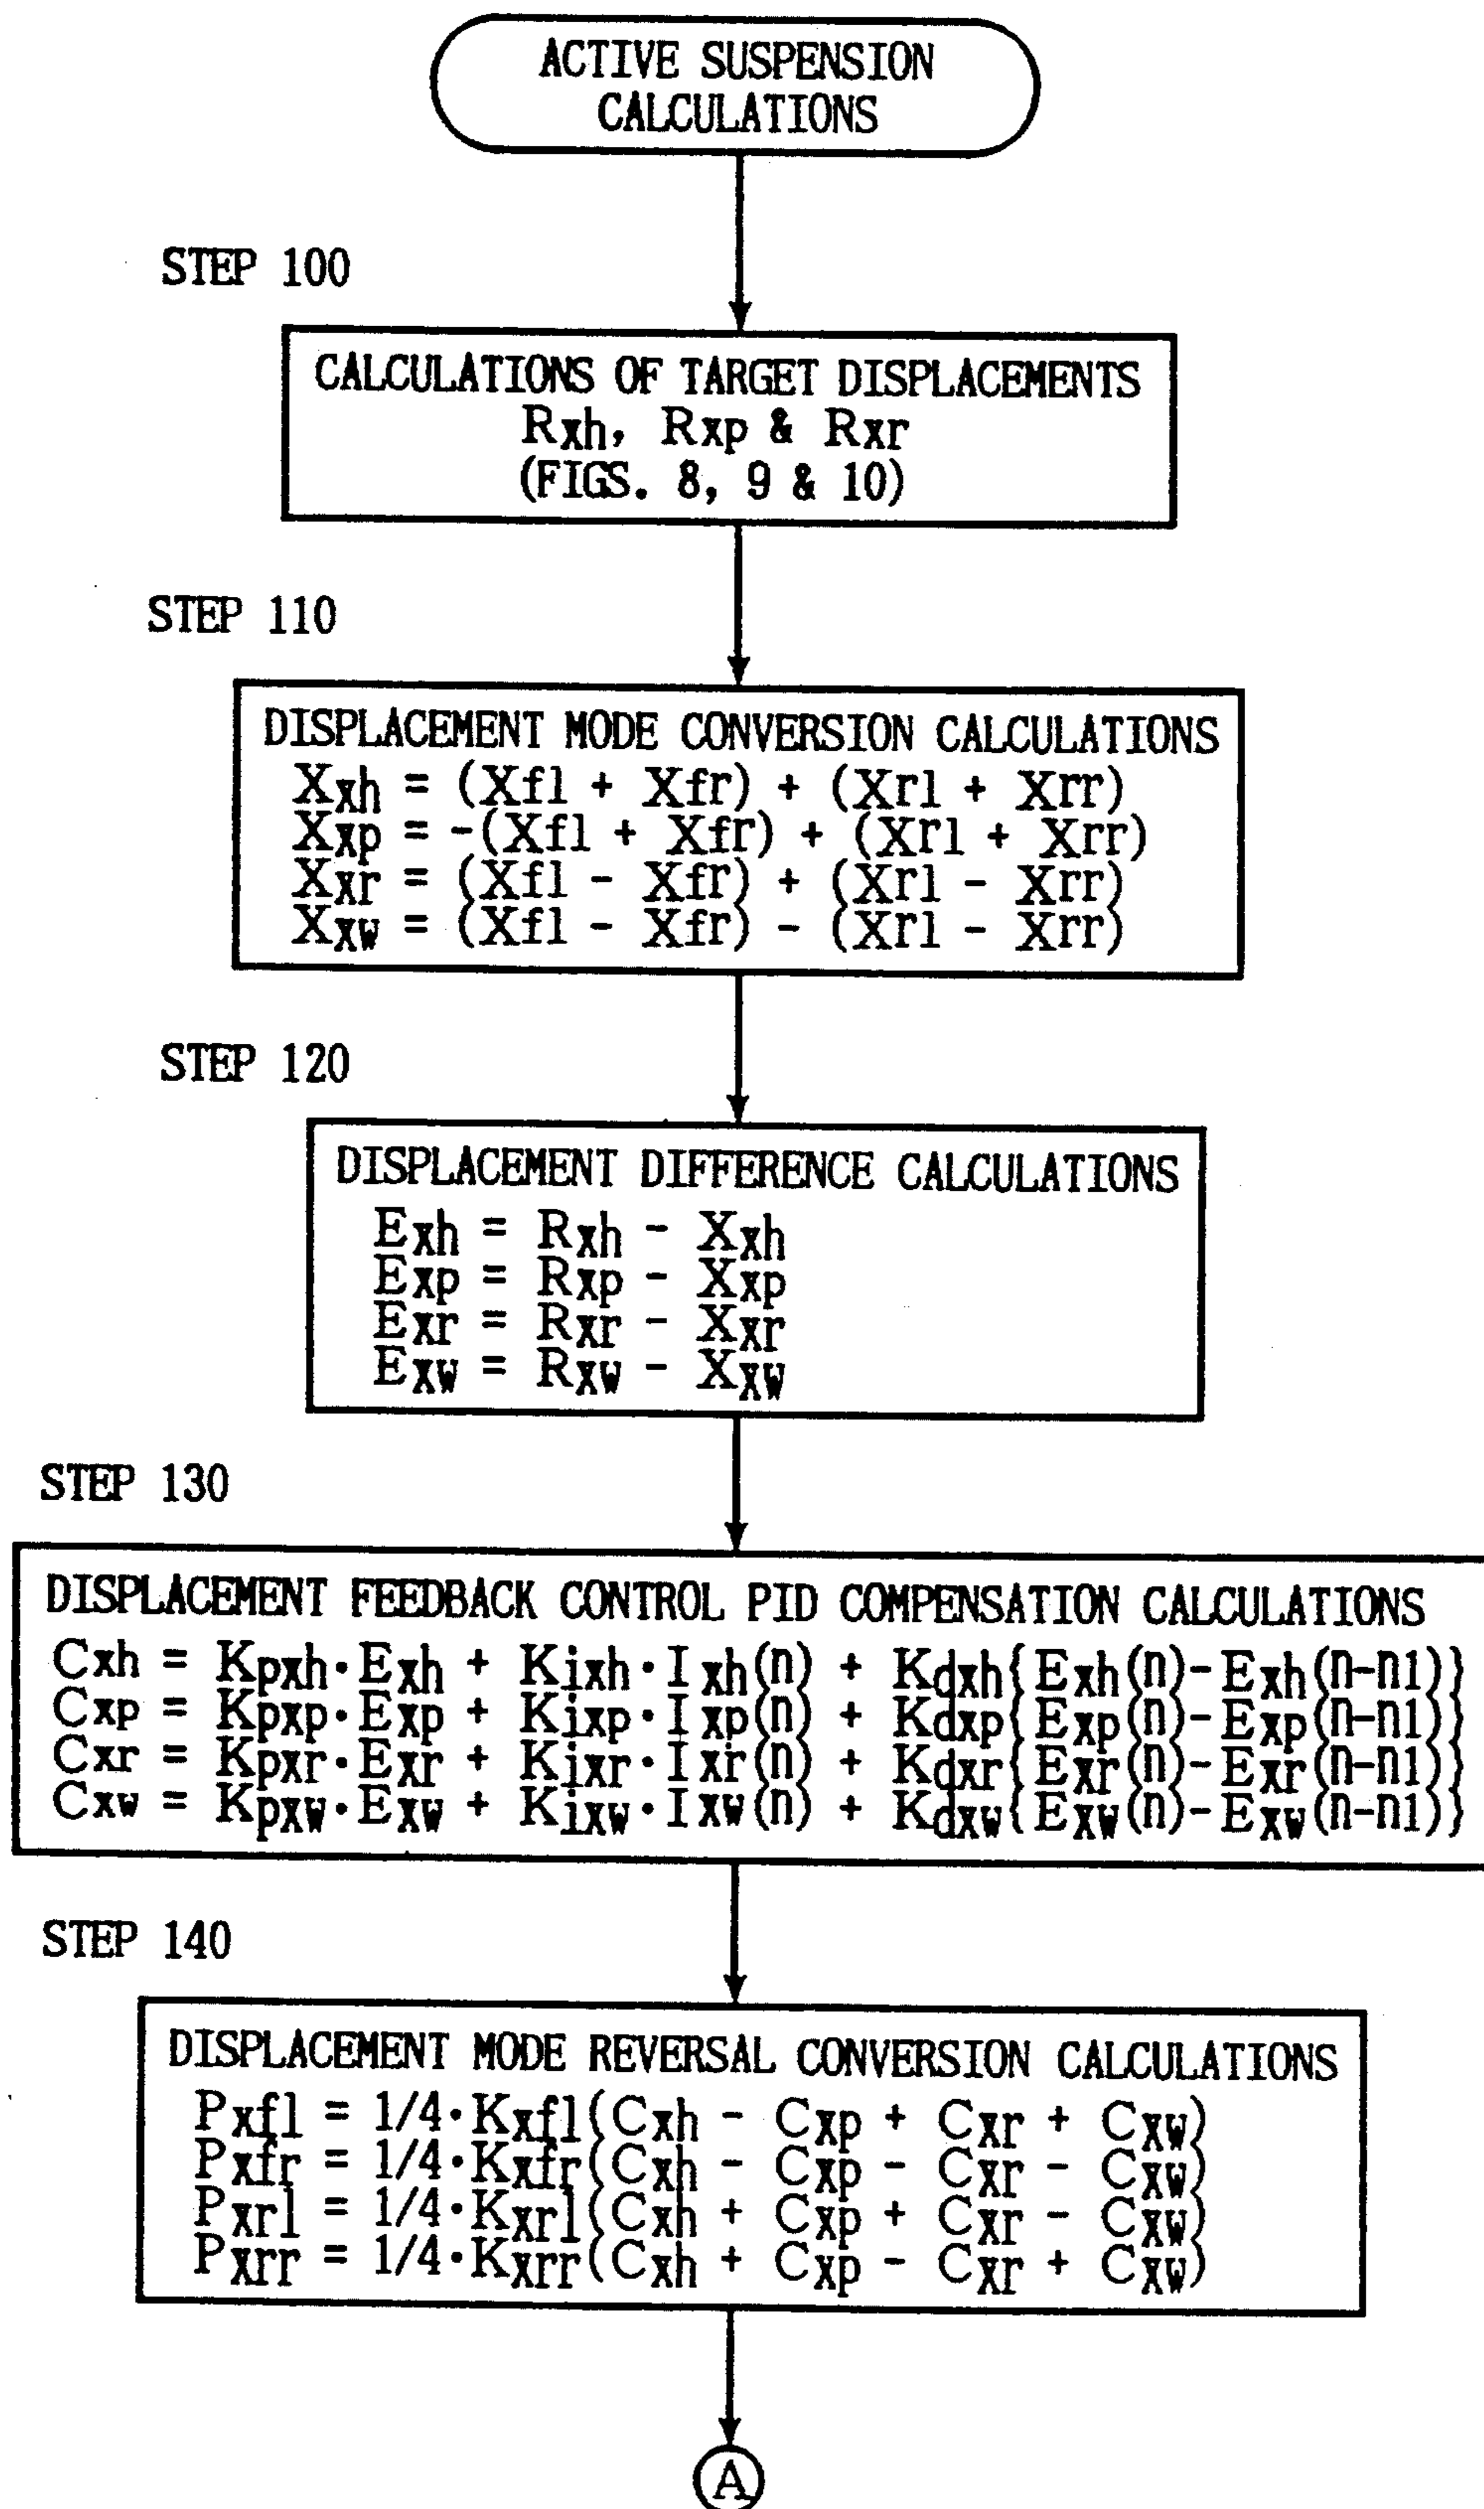 ACTIVE SUSPENSION
CALCULATIONS
STEP 100
CALCULATIONS OF TARGET DISPLACEMENTS
Rxh, Rxp & Rxr
(FIGS. 8, 9 & 10)
STEP 110
DISPLACEMENT MODE CONVERSION CALCULATIONS
Xxh = (Xfl + Xfr) + (Xrl + Xrr)
Xxp = -(Xfl + Xfr) + (Xrl + Xrr)
Xxr = (Xfl - Xfr) + (Xrl - Xrr)
Xxw = (Xfl - Xfr) - (Xrl - Xrr)
STEP 120
DISPLACEMENT DIFFERENCE CALCULATIONS
Exh = Rxh - Xxh
Exp = Rxp - Xxp
Exr = Rxr - Xxr
Exw = Rxw - Xxw
STEP 130
DISPLACEMENT FEEDBACK CONTROL PID COMPENSATION CALCULATIONS
Cxh = Kpxh·Exh + Kixh·Ixh(n) + Kdxh{Exh(n)-Exh(n-n1)}
Cxp = Kpxp·Exp + Kixp·Ixp(n) + Kdxp{Exp(n)-Exp(n-n1)}
Cxr = Kpxr·Exr + Kixr·Ixr(n) + Kdxr{Exr(n)-Exr(n-n1)}
Cxw = Kpxw·Exw + Kixw·Ixw(n) + Kdxw{Exw(n)-Exw(n-n1)}
STEP 140
DISPLACEMENT MODE REVERSAL CONVERSION CALCULATIONS
Pxfl = 1/4·Kxfl(Cxh - Cxp + Cxr + Cxw)
Pxfr = 1/4·Kxfr(Cxh - Cxp - Cxr - Cxw)
Pxrl = 1/4·Kxrl(Cxh + Cxp + Cxr - Cxw)
Pxrr = 1/4·Kxrr(Cxh + Cxp - Cxr + Cxw)
A